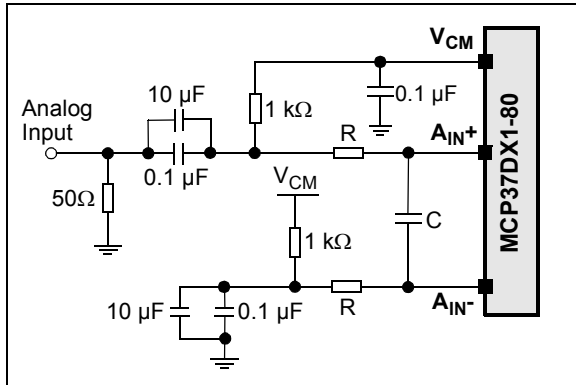 V_CM
10 µF
1 kΩ
0.1 µF
Analog
Input
R
A_IN+
0.1 µF
50Ω
V_CM
C
1 kΩ
10 µF
0.1 µF
R
A_IN-
MCP37DX1-80